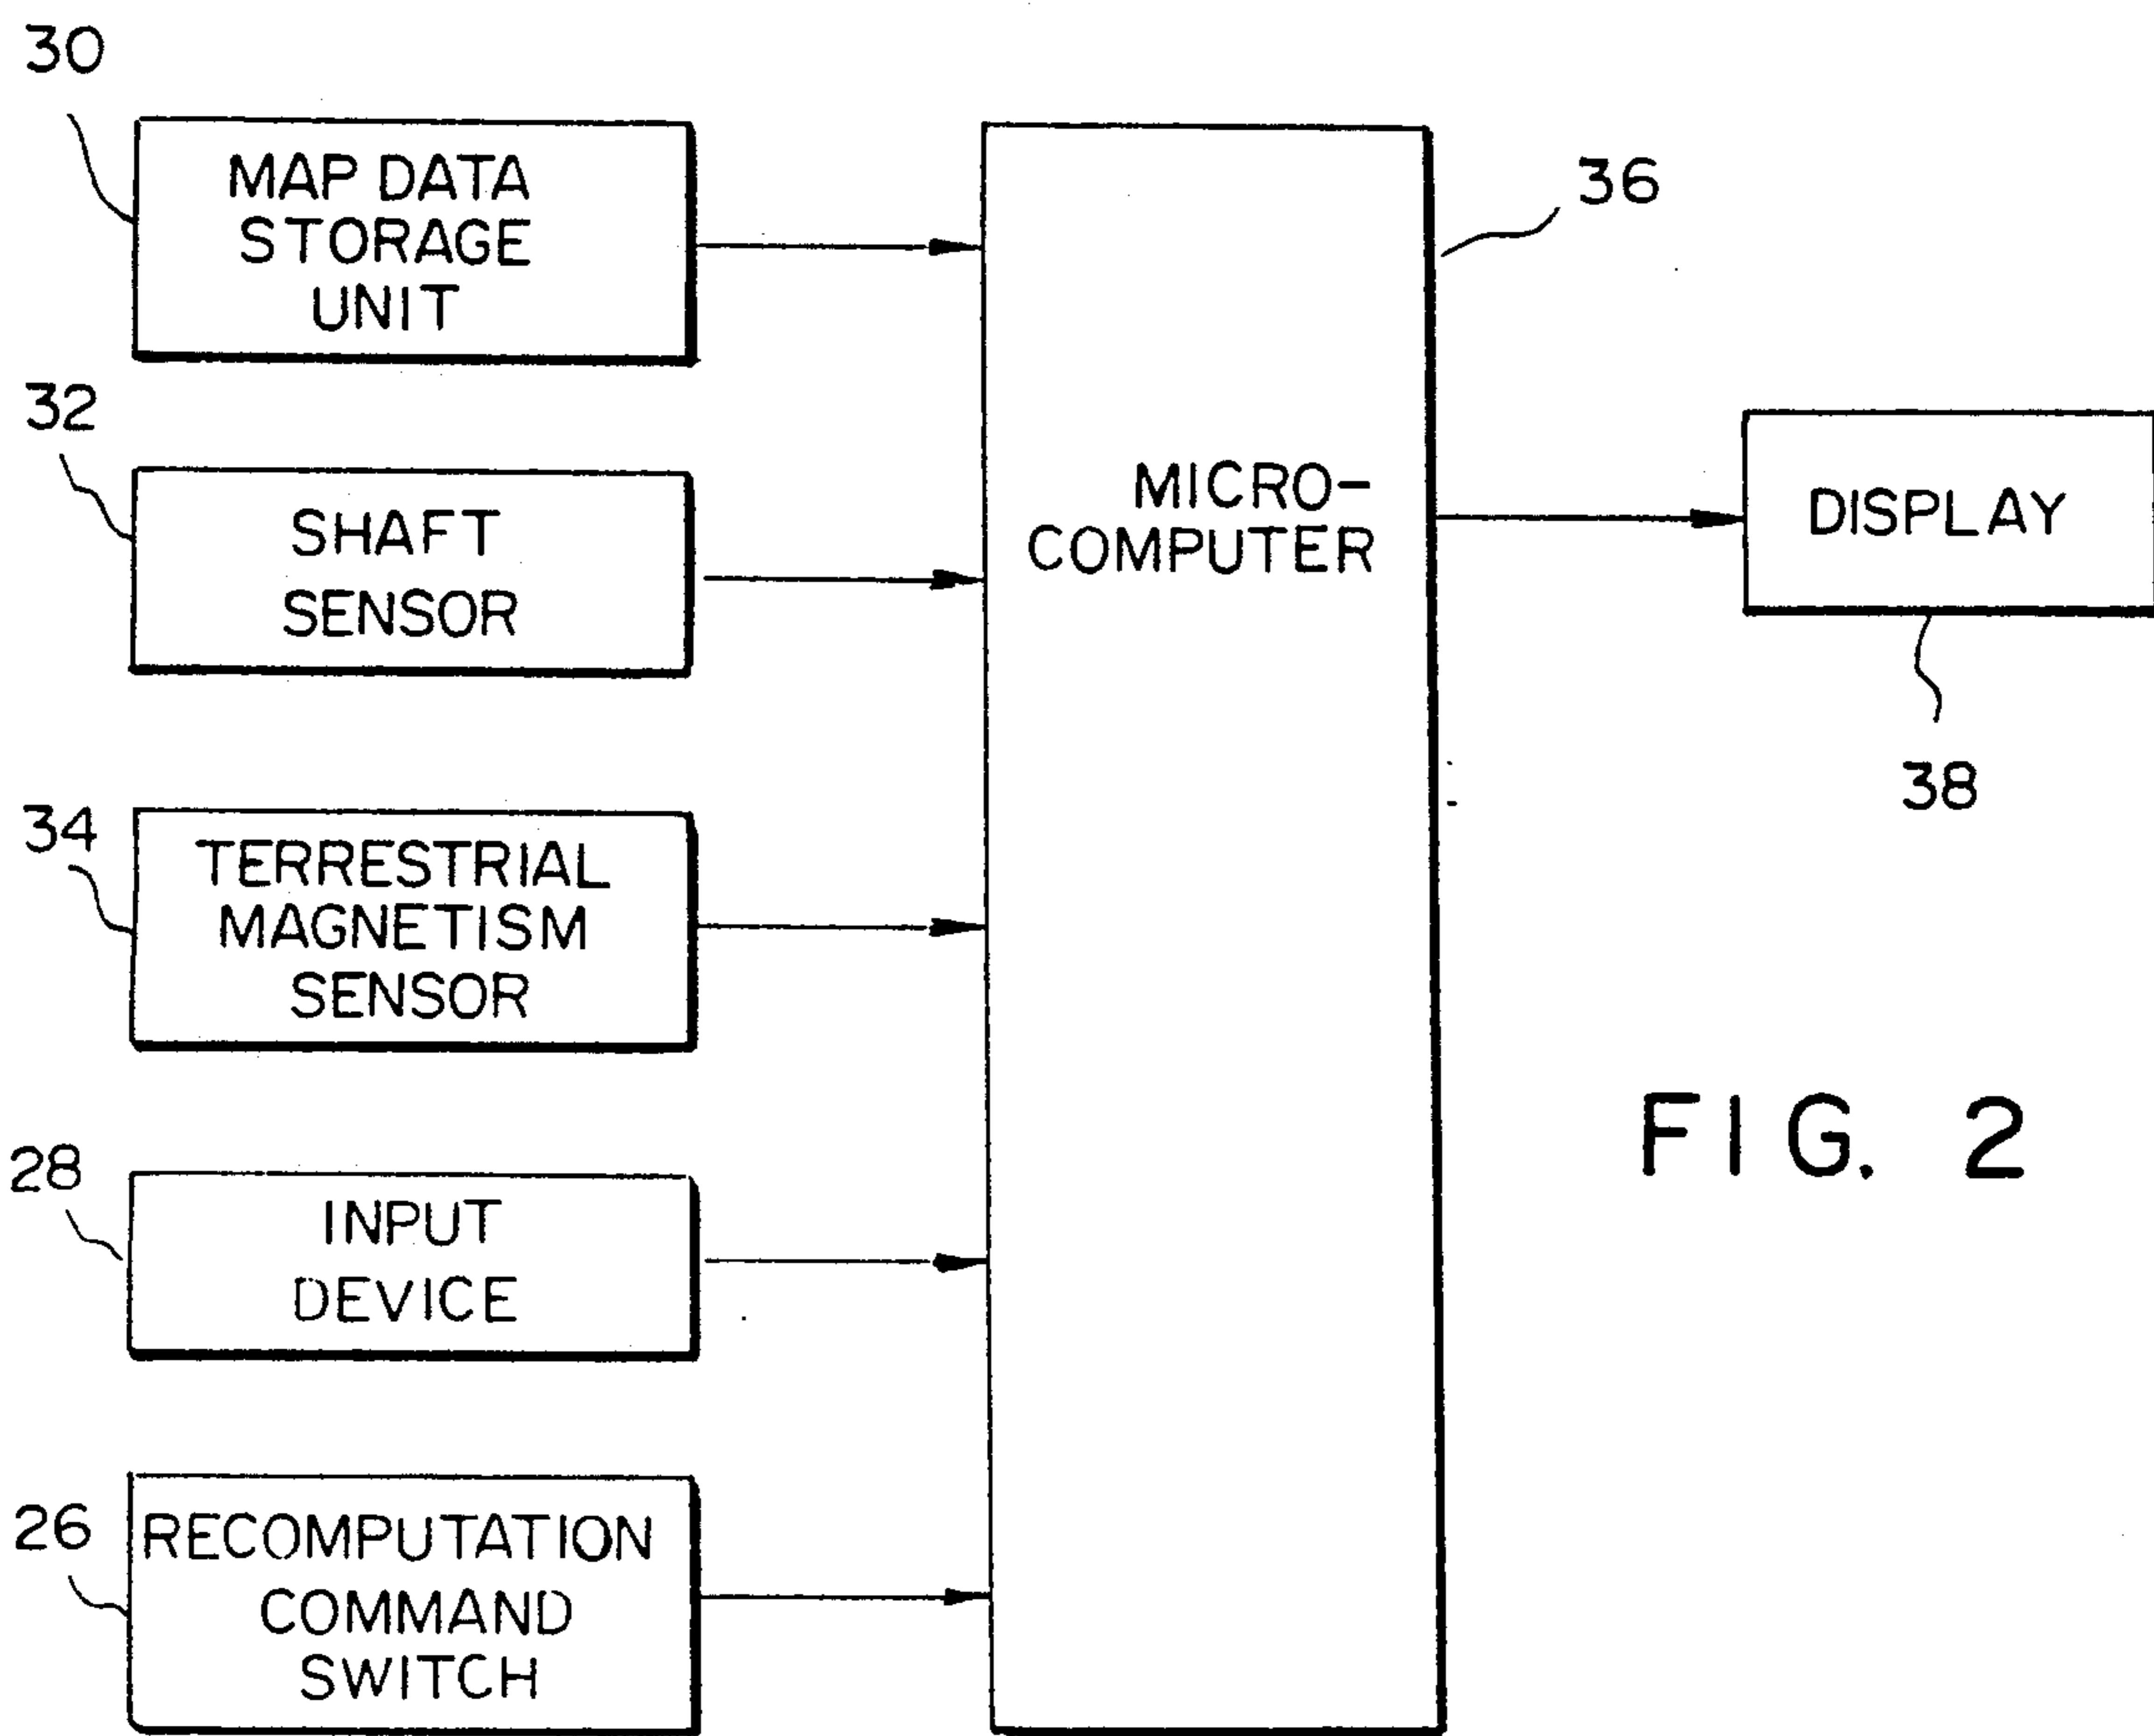 30
MAP DATA
STORAGE
UNIT
32
SHAFT
SENSOR
34
TERRESTRIAL
MAGNETISM
SENSOR
28
INPUT
DEVICE
26
RECOMPUTATION
COMMAND
SWITCH
36
MICRO-
COMPUTER
DISPLAY
38
FIG. 2